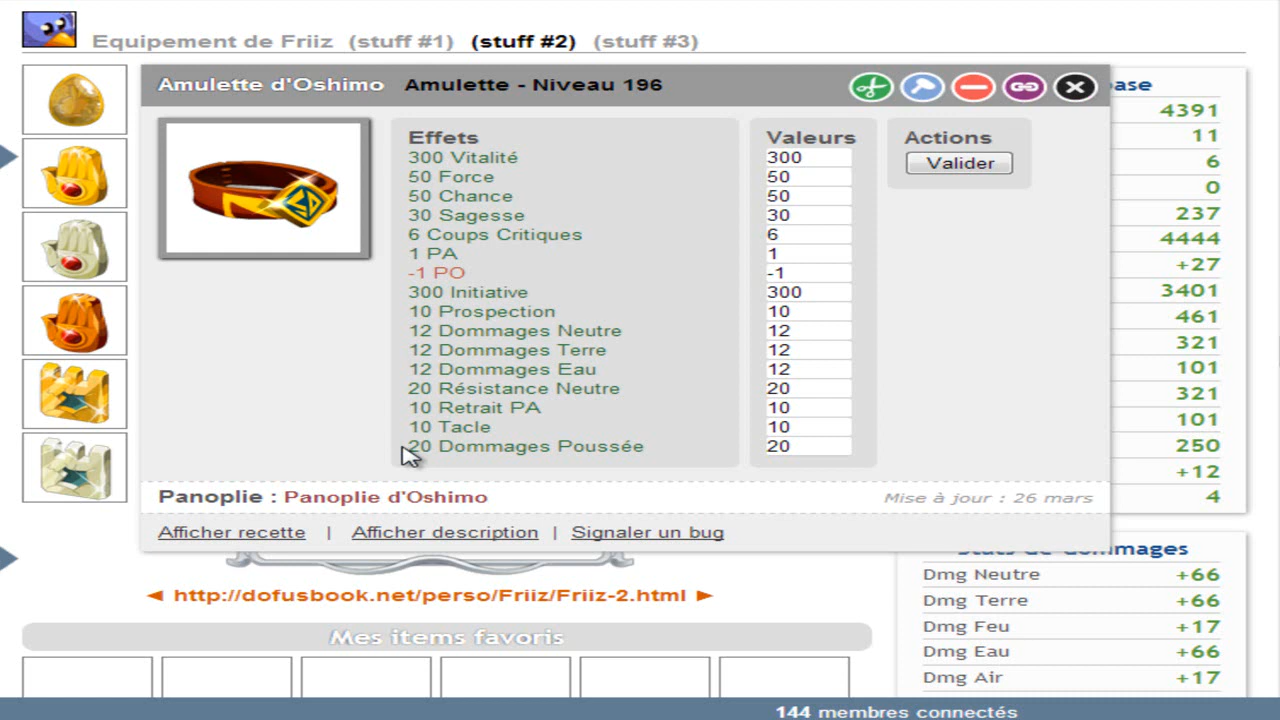 Equipement de Friiz (stuff #1) (stuff #2) (stuff #3)
Amulette d'Oshimo Amulette - Niveau 196
Effets
300 Vitalité
50 Force
50 Chance
30 Sagesse
6 Coups Critiques
1 PA
-1 PO
300 Initiative
10 Prospection
12 Dommages Neutre
12 Dommages Terre
12 Dommages Eau
20 Résistance Neutre
10 Retrait PA
10 Tacle
20 Dommages Poussée
Valeurs
300
50
50
30
6
1
-1
300
10
12
12
12
20
10
10
20
Actions
Valider
Panoplie : Panoplie d'Oshimo
Mise à jour : 26 mars
Afficher recette | Afficher description | Signaler un bug
ase
4391
11
6
0
237
4444
+27
3401
461
321
101
321
101
250
+12
4
Stats de dommages
Dmg Neutre +66
Dmg Terre +66
Dmg Feu +17
Dmg Eau +66
Dmg Air +17
◄ http://dofusbook.net/perso/Friiz/Friiz-2.html ►
Mes items favoris
144 membres connectés